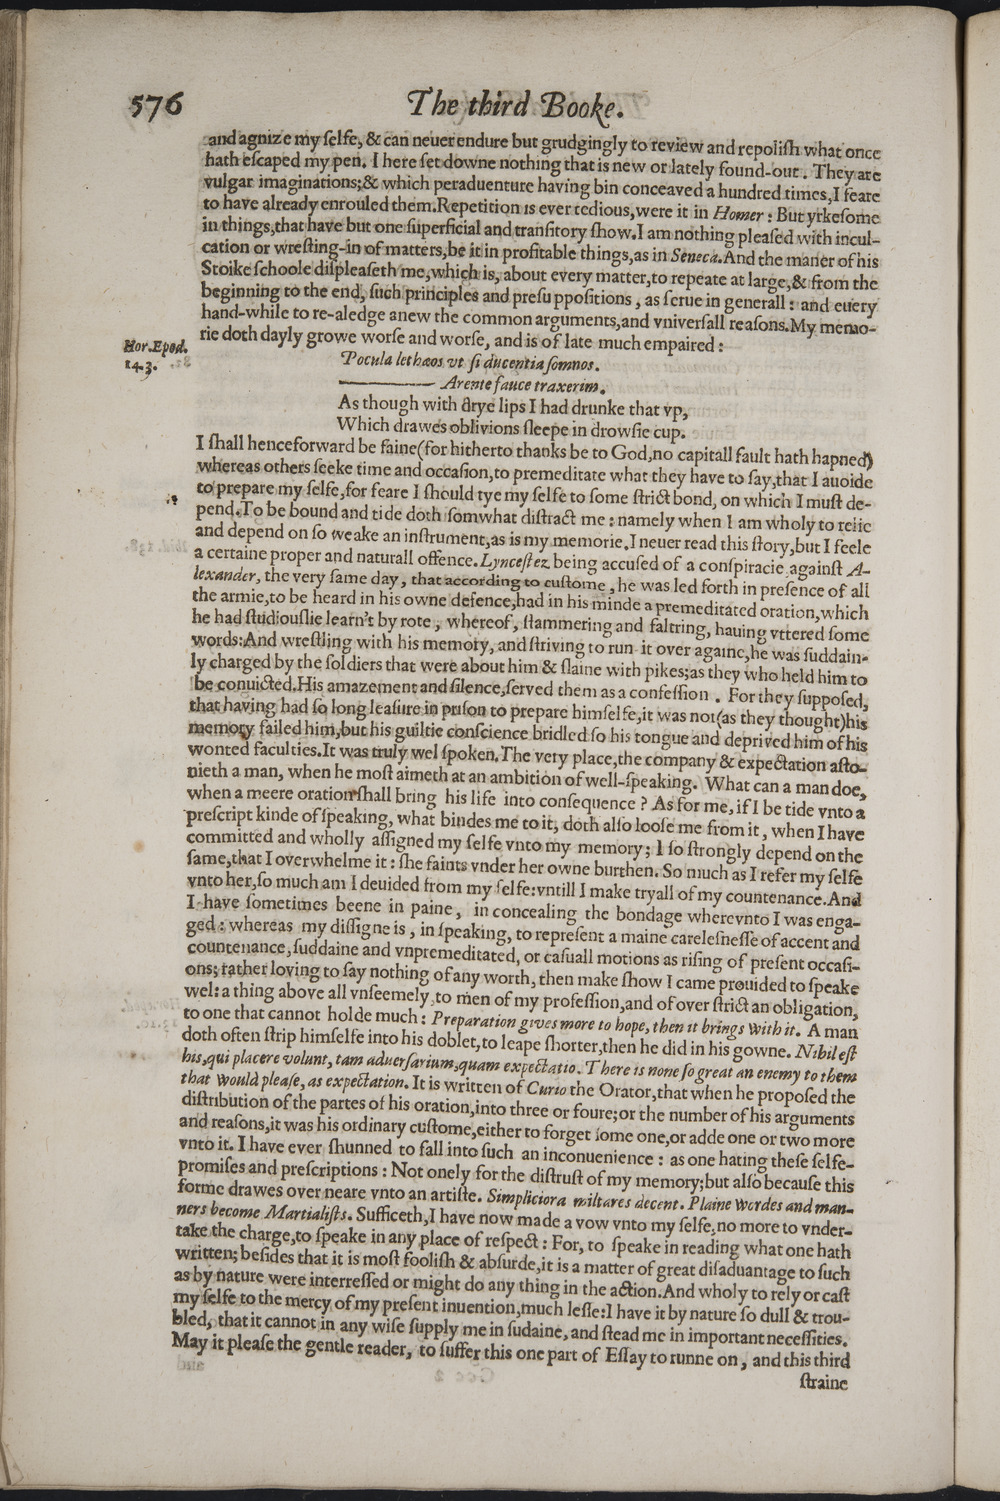 576
The third Booke.
and agnize my ſelfe, & can neuer endure but grudgingly to review and repoliſh what once
hath eſcaped my pen. I here ſet downe nothing that is new or lately found-out. They are
vulgar imaginations;& which peraduenture having bin conceaved a hundred times,I feare
to have already enrouled them.Repetition is ever tedious,were it in Homer : But yrkeſome
in things,that have but one ſuperficial and tranſitory ſhow.I am nothing pleaſed with incul-
cation or wreſting-in of matters,be it in profitable things,as in Seneca.And the maner of his
Stoike ſchoole diſpleaſeth me,which is, about every matter,to repeate at large,& from the
beginning to the end, ſuch principles and preſuppoſitions , as ſerue in generall : and euery
hand-while to re-aledge anew the common arguments,and vniverſall reaſons.My memo-
rie doth dayly growe worſe and worſe, and is of late much empaired :
Hor.Epod.
14.3.
Pocula lethæos vt ſi ducentia ſomnos.
——— Arente fauce traxerim.
As though with drye lips I had drunke that vp,
Which drawes oblivions ſleepe in drowſie cup.
I ſhall henceforward be faine(for hitherto thanks be to God,no capitall fault hath hapned)
whereas others ſeeke time and occaſion,to premeditate what they have to ſay,that I auoide
to prepare my ſelfe,for feare I ſhould tye my ſelfe to ſome ſtrict bond, on which I muſt de-
pend.To be bound and tide doth ſomwhat diſtract me : namely when I am wholy to relie
and depend on ſo weake an inſtrument,as is my memorie.I neuer read this ſtory,but I feele
a certaine proper and naturall offence. Lynceſtez being accuſed of a conſpiracie againſt A-
lexander, the very ſame day, that according to cuſtome , he was led forth in preſence of all
the armie,to be heard in his owne defence;had in his minde a premeditated oration,which
he had ſtudiouſlie learn't by rote , whereof, ſtammering and faltring, hauing vttered ſome
words:And wreſtling with his memory, and ſtriving to run it over againe,he was ſuddain-
ly charged by the ſoldiers that were about him & ſlaine with pikes;as they who held him to
be conuicted.His amazement and ſilence,ſerved them as a confeſſion . For they ſuppoſed,
that having had ſo long leaſure in priſon to prepare himſelfe,it was not(as they thought)his
memory failed him,but his guiltie conſcience bridled ſo his tongue and deprived him of his
wonted faculties.It was truly wel ſpoken.The very place,the company & expectation aſto-
nieth a man, when he moſt aimeth at an ambition of well-ſpeaking. What can a man doe,
when a meere oration ſhall bring his life into conſequence ? As for me,if I be tide vnto a
preſcript kinde of ſpeaking, what bindes me to it, doth alſo looſe me from it, when I have
committed and wholly aſſigned my ſelfe vnto my memory; I ſo ſtrongly depend on the
ſame,that I overwhelme it : ſhe faints vnder her owne burthen. So much as I refer my ſelfe
vnto her,ſo much am I deuided from my ſelfe:vntill I make tryall of my countenance.And
I have ſometimes beene in paine, in concealing the bondage wherevnto I was enga-
ged : whereas my diſſigne is , in ſpeaking, to repreſent a maine careleſneſſe of accent and
countenance,ſuddaine and vnpremeditated, or caſuall motions as riſing of preſent occaſi-
ons; rather loving to ſay nothing of any worth, then make ſhow I came prouided to ſpeake
wel: a thing above all vnſeemely to men of my profeſſion,and of over ſtrict an obligation,
to one that cannot holde much : Preparation gives more to hope, then it brings with it. A man
doth often ſtrip himſelfe into his doblet,to leape ſhorter,then he did in his gowne. Nihil eſt
his,qui placere volunt, tam aduerſarium,quam expectatio. There is none ſo great an enemy to them
that would pleaſe, as expectation. It is written of Curio the Orator,that when he propoſed the
diſtribution of the partes of his oration,into three or foure;or the number of his arguments
and reaſons,it was his ordinary cuſtome,either to forget ſome one,or adde one or two more
vnto it. I have ever ſhunned to fall into ſuch an inconuenience : as one hating theſe ſelfe-
promiſes and preſcriptions : Not onely for the diſtruſt of my memory;but alſo becauſe this
forme drawes over neare vnto an artiſte. Simpliciora militares decent. Plaine wordes and man-
ners become Martialiſts. Sufficeth,I have now made a vow vnto my ſelfe,no more to vnder-
take the charge,to ſpeake in any place of reſpect : For, to ſpeake in reading what one hath
written; beſides that it is moſt fooliſh & abſurde,it is a matter of great diſaduantage to ſuch
as by nature were interreſſed or might do any thing in the action.And wholy to rely or caſt
my ſelfe to the mercy of my preſent inuention,much leſſe:I have it by nature ſo dull & trou-
bled, that it cannot in any wiſe ſupply me in ſudaine, and ſtead me in important neceſſities.
May it pleaſe the gentle reader, to ſuffer this one part of Eſſay to runne on , and this third
ſtraine